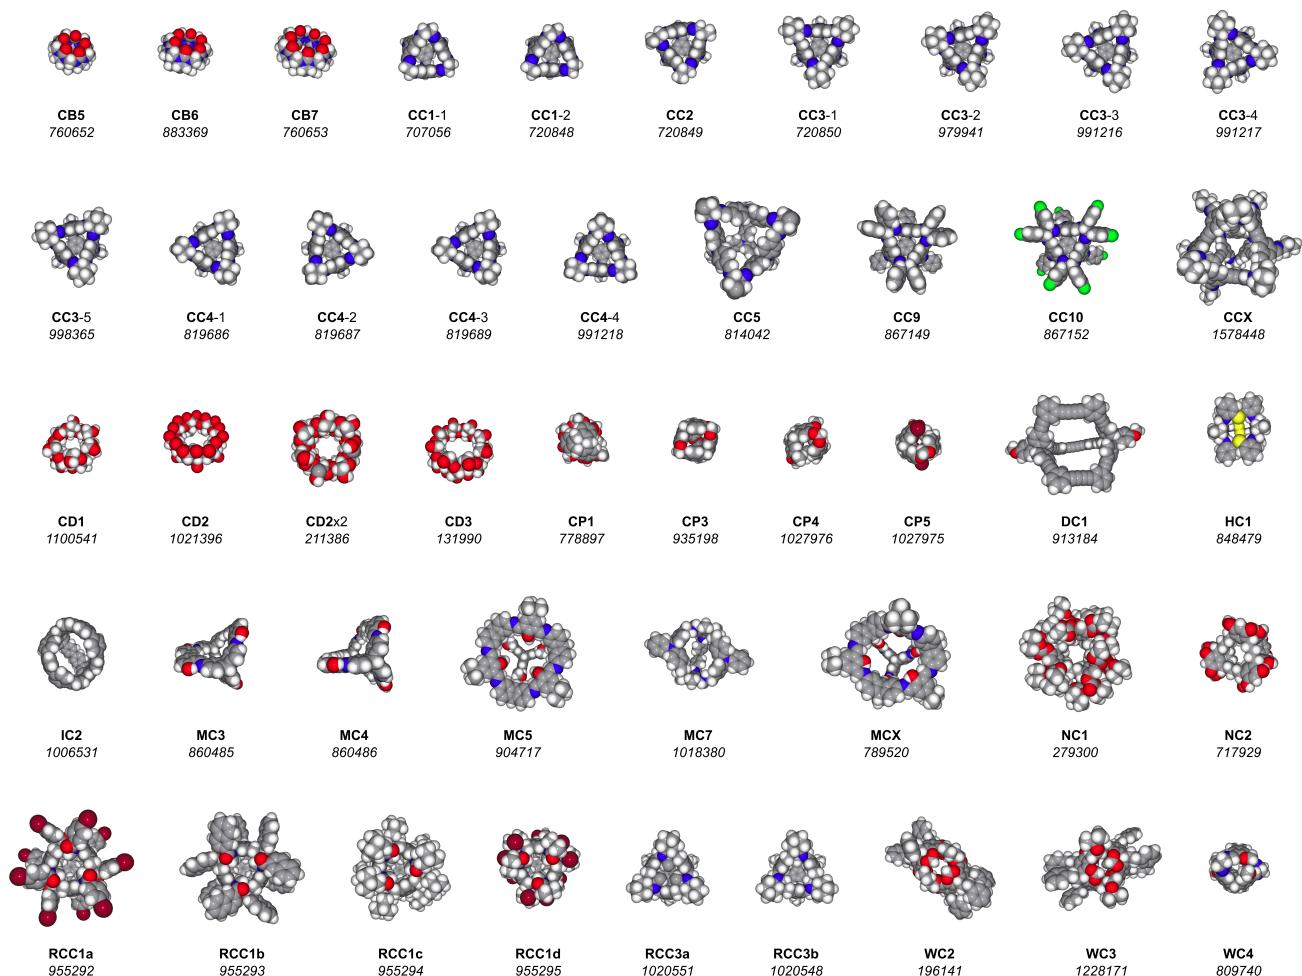 CB5 CB6 CB7 CC1-1 CC1-2 CC2 CC3-1 CC3-2 CC3-3 CC3-4
760652 883369 760653 707056 720848 720849 720850 979941 991216 991217
CC3-5 CC4-1 CC4-2 CC4-3 CC4-4 CC5 CC9 CC10 CCX
998365 819686 819687 819689 991218 814042 867149 867152 1578448
CD1 CD2 CD2x2 CD3 CP1 CP3 CP4 CP5 DC1 HC1
1100541 1021396 211386 131990 778897 935198 1027976 1027975 913184 848479
IC2 MC3 MC4 MC5 MC7 MCX NC1 NC2
1006531 860485 860486 904717 1018380 789520 279300 717929
RCC1a RCC1b RCC1c RCC1d RCC3a RCC3b WC2 WC3 WC4
955292 955293 955294 955295 1020551 1020548 196141 1228171 809740